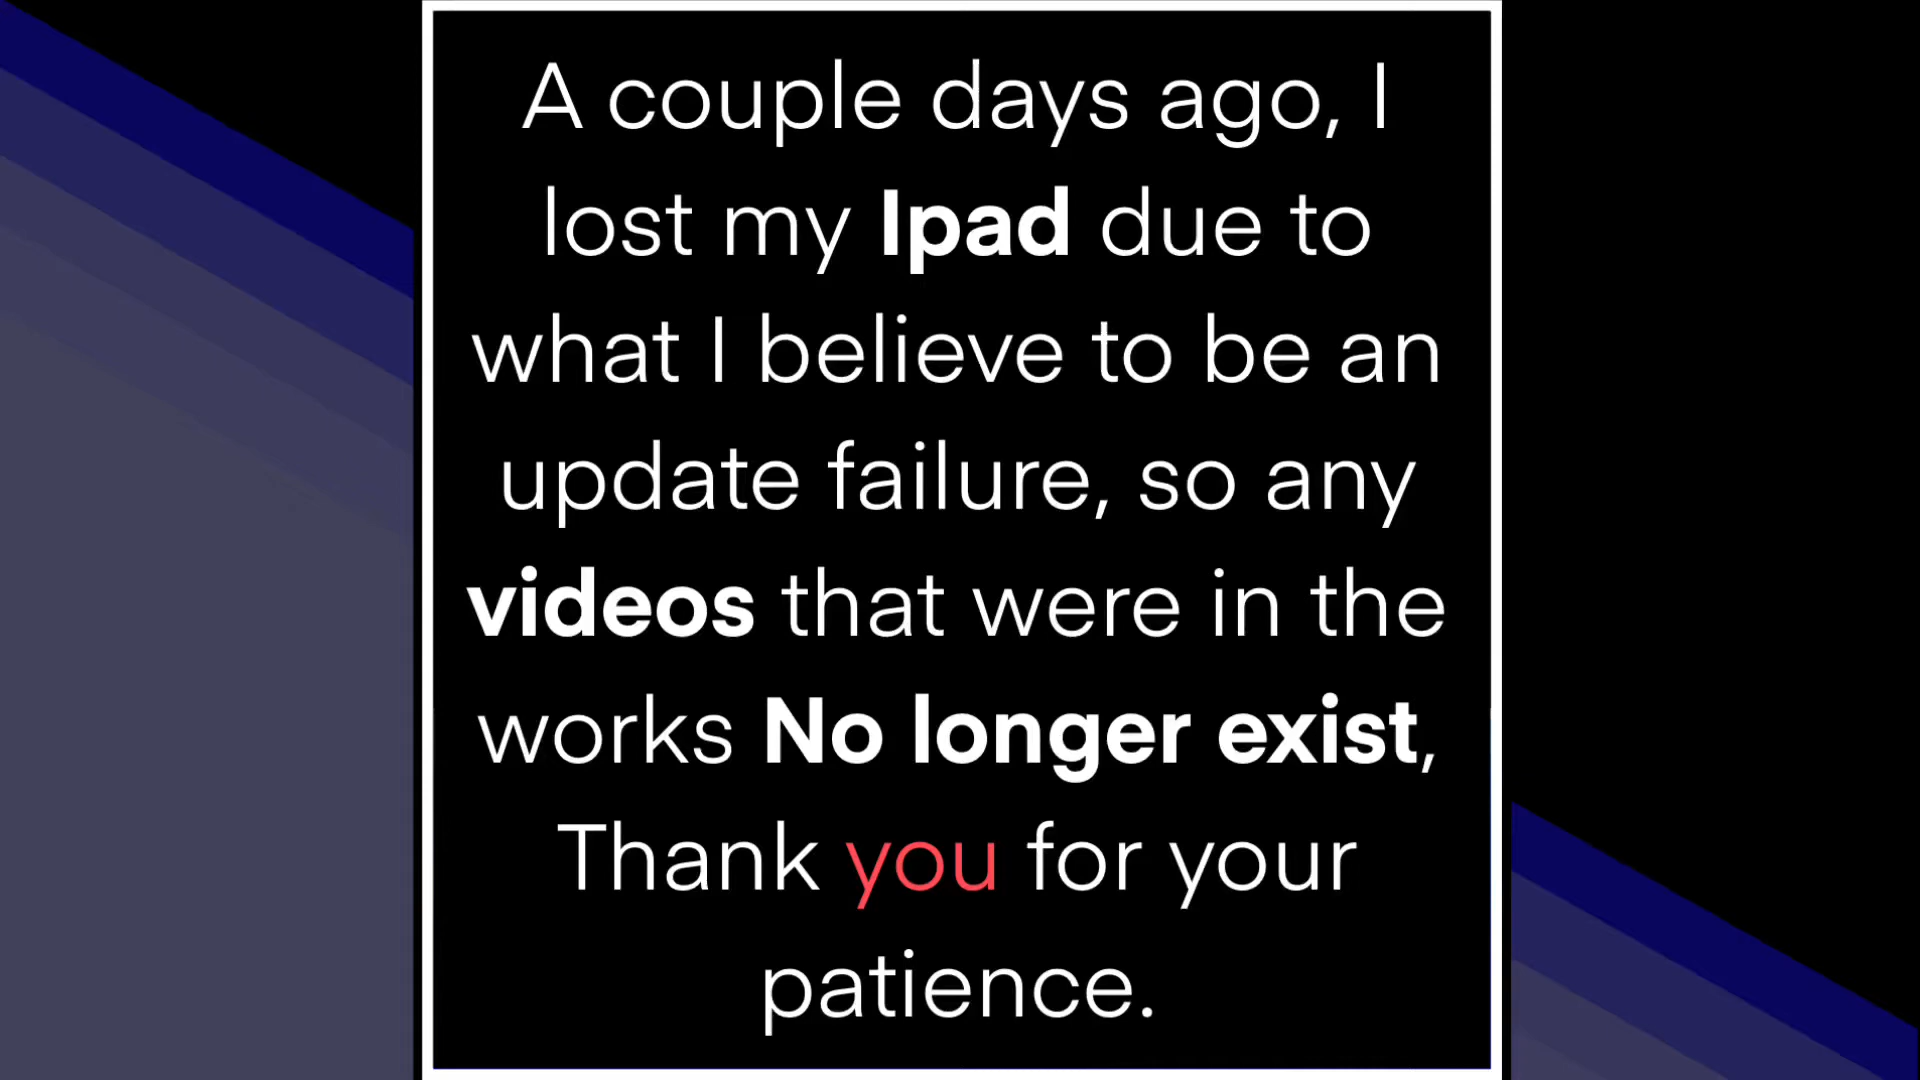 A couple days ago, I
lost my Ipad due to
what I believe to be an
update failure, so any
videos that were in the
works No longer exist,
Thank you for your
patience.